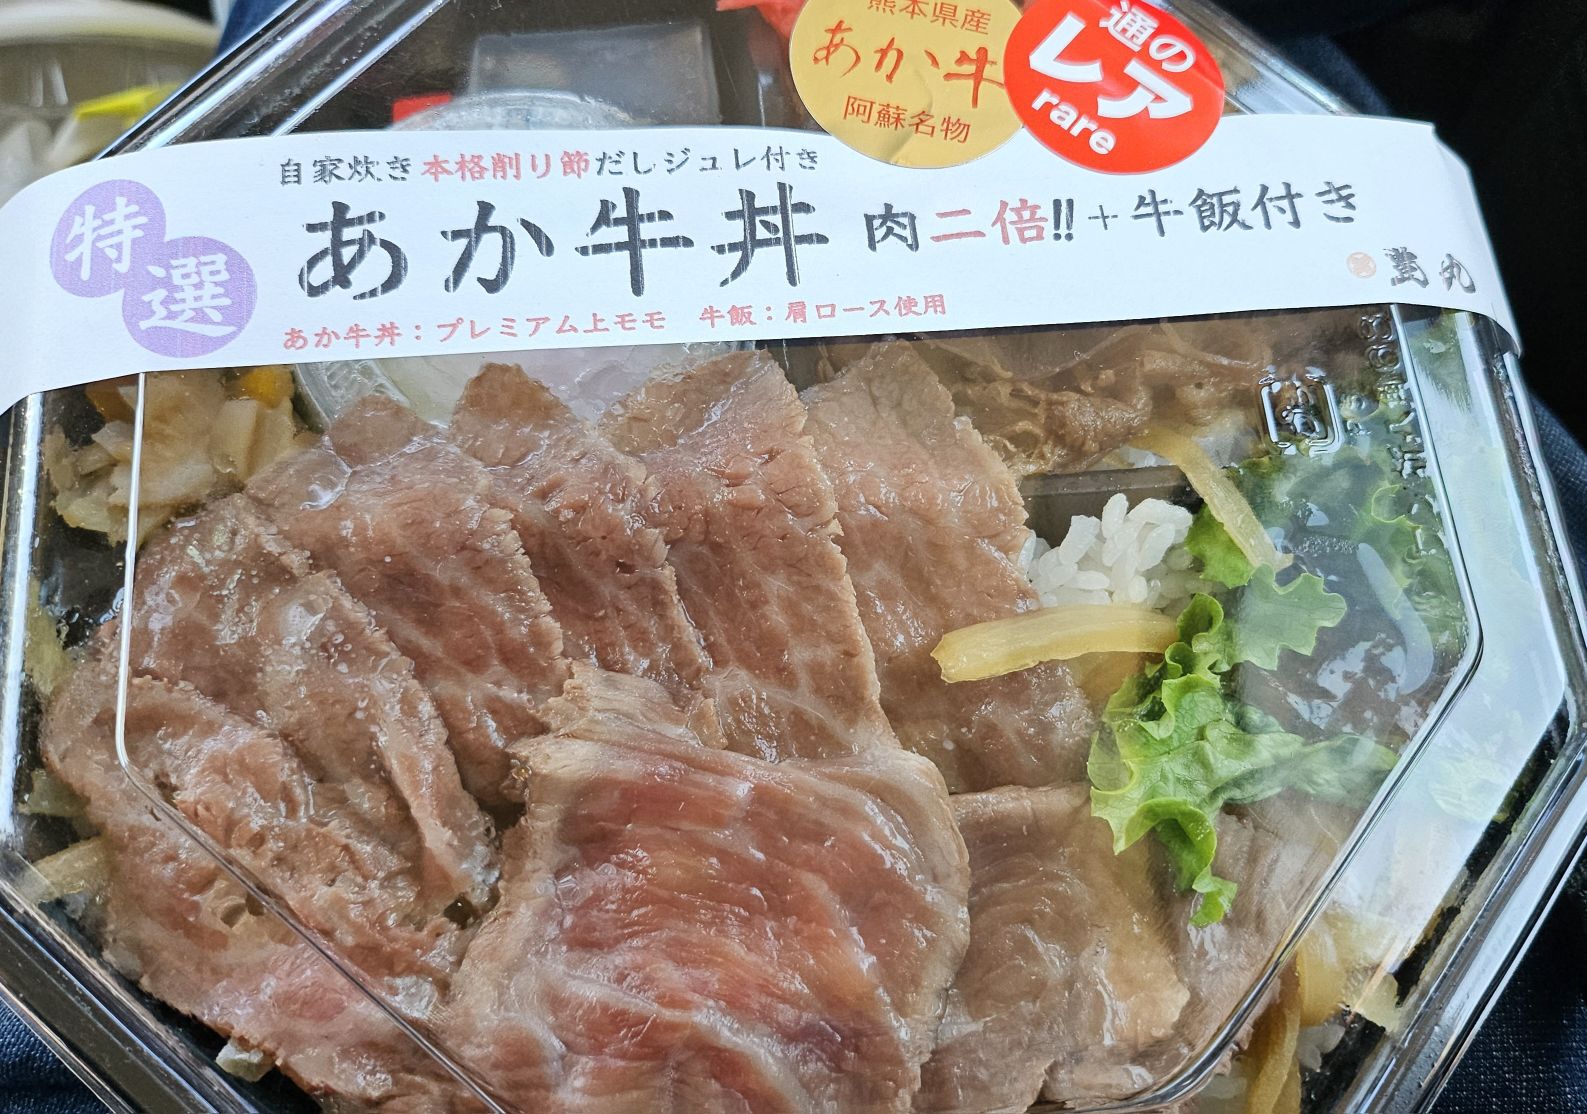 熊本県産
あか牛
阿蘇名物
通の
レア
rare
特選
自家炊き本格削り節だしジュレ付き
あか牛丼 肉二倍!!+牛飯付き
豊丸
あか牛丼：プレミアム上モモ 牛飯：肩ロース使用